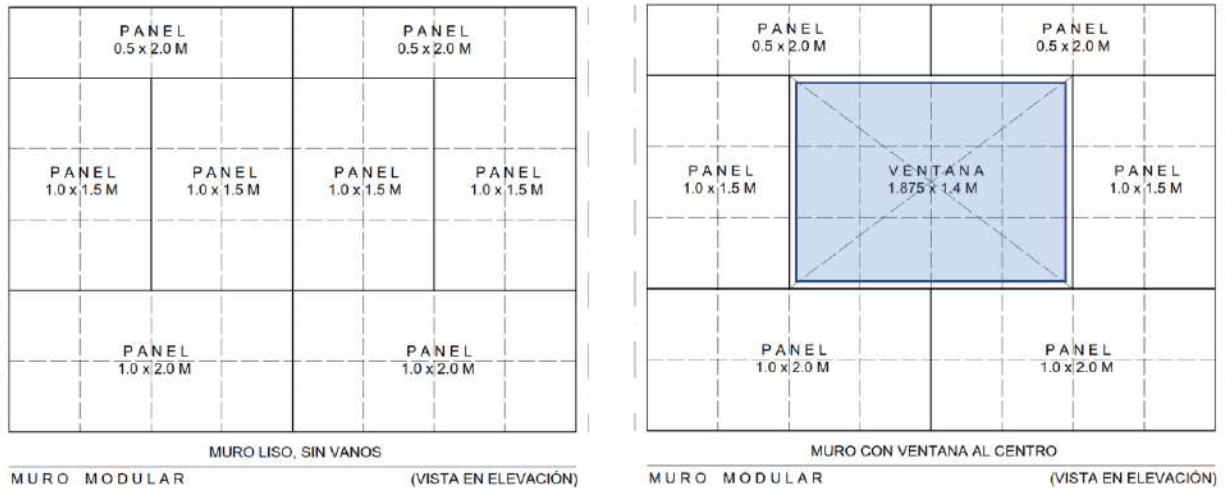 PANEL
0.5 x 2.0 M
PANEL
0.5 x 2.0 M
PANEL
1.0 x 1.5 M
PANEL
1.0 x 1.5 M
PANEL
1.0 x 1.5 M
PANEL
1.0 x 1.5 M
PANEL
1.0 x 2.0 M
PANEL
1.0 x 2.0 M
MURO LISO, SIN VANOS
MURO MODULAR (VISTA EN ELEVACIÓN)
PANEL
0.5 x 2.0 M
PANEL
0.5 x 2.0 M
PANEL
1.0 x 1.5 M
VENTANA
1.875 x 1.4 M
PANEL
1.0 x 1.5 M
PANEL
1.0 x 2.0 M
PANEL
1.0 x 2.0 M
MURO CON VENTANA AL CENTRO
MURO MODULAR (VISTA EN ELEVACIÓN)